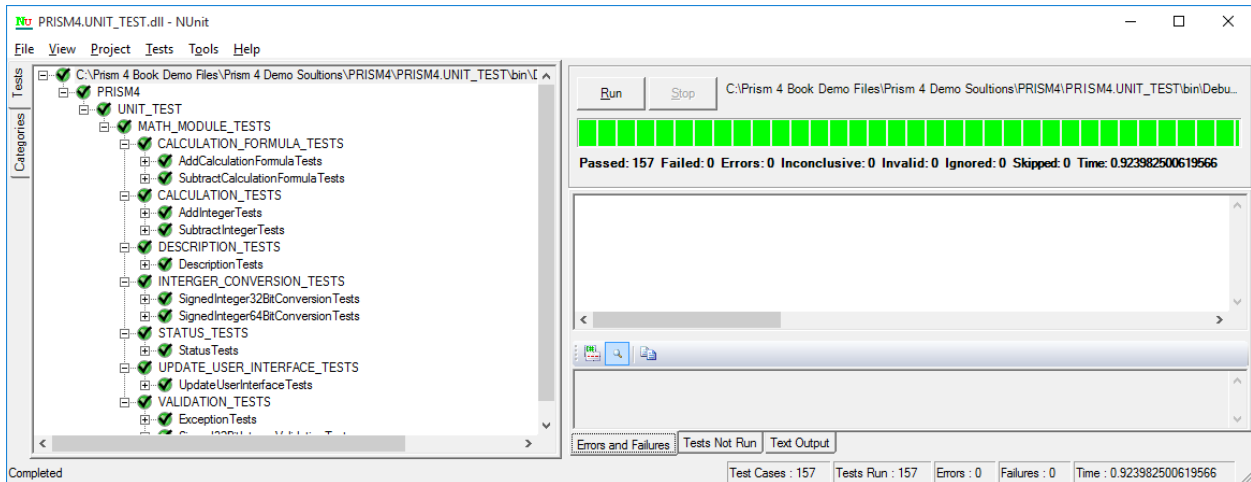 PRISM4.UNIT_TEST.dll - NUnit
File View Project Tests Tools Help
Tests
Categories
C:\Prism 4 Book Demo Files\Prism 4 Demo Soultions\PRISM4\PRISM4.UNIT_TEST\bin\D
PRISM4
UNIT_TEST
MATH_MODULE_TESTS
CALCULATION_FORMULA_TESTS
AddCalculationFormulaTests
SubtractCalculationFormulaTests
CALCULATION_TESTS
AddIntegerTests
SubtractIntegerTests
DESCRIPTION_TESTS
DescriptionTests
INTERGER_CONVERSION_TESTS
SignedInteger32BitConversionTests
SignedInteger64BitConversionTests
STATUS_TESTS
StatusTests
UPDATE_USER_INTERFACE_TESTS
UpdateUserInterfaceTests
VALIDATION_TESTS
ExceptionTests
Run Stop C:\Prism 4 Book Demo Files\Prism 4 Demo Soultions\PRISM4\PRISM4.UNIT_TEST\bin\Debu...
Passed: 157 Failed: 0 Errors: 0 Inconclusive: 0 Invalid: 0 Ignored: 0 Skipped: 0 Time: 0.923982500619566
Errors and Failures Tests Not Run Text Output
Completed Test Cases : 157 Tests Run : 157 Errors : 0 Failures : 0 Time : 0.923982500619566